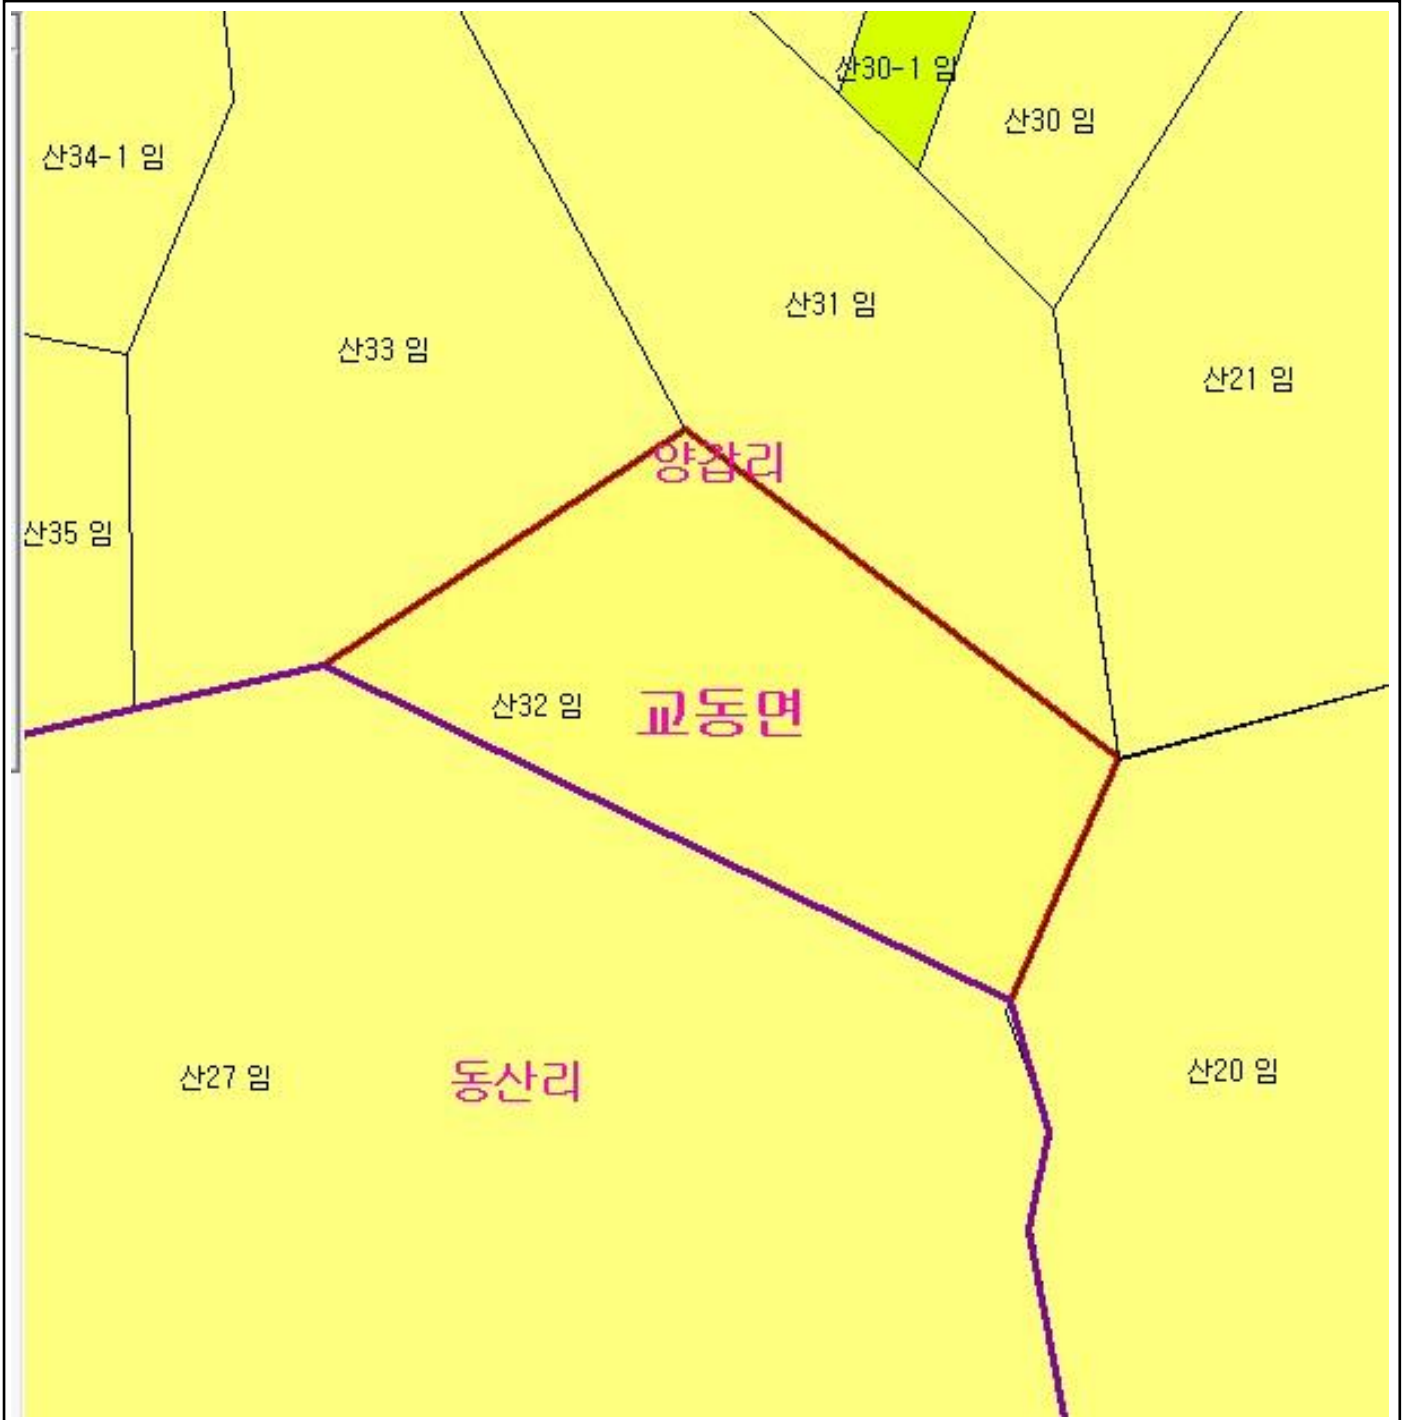 산30-1 임
산30 임
산34-1 임
산31 임
산33 임
산21 임
양갑리
산35 임
산32 임
교동면
산27 임
동산리
산20 임